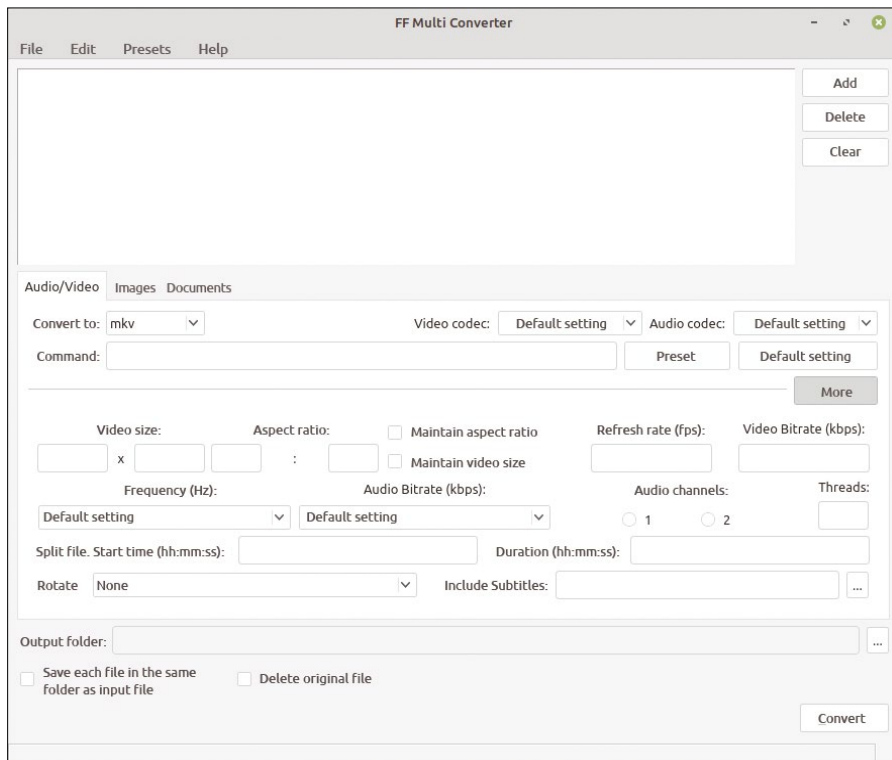 FF Multi Converter
File Edit Presets Help
Add
Delete
Clear
Audio/Video Images Documents
Convert to: mkv Video codec: Default setting Audio codec: Default setting
Command: Preset Default setting
More
Video size: Aspect ratio: Maintain aspect ratio Refresh rate (fps): Video Bitrate (kbps):
x : Maintain video size
Frequency (Hz): Audio Bitrate (kbps): Audio channels: Threads:
Default setting Default setting 1 2
Split file. Start time (hh:mm:ss): Duration (hh:mm:ss):
Rotate None Include Subtitles: ...
Output folder: ...
Save each file in the same
folder as input file
Delete original file
Convert